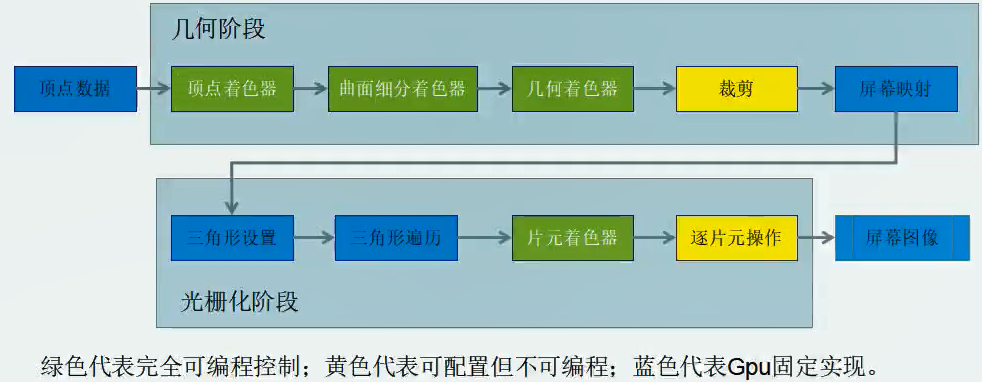 几何阶段
顶点数据
顶点着色器
曲面细分着色器
几何着色器
裁剪
屏幕映射
三角形设置
三角形遍历
片元着色器
逐片元操作
屏幕图像
光栅化阶段
绿色代表完全可编程控制；黄色代表可配置但不可编程；蓝色代表Gpu固定实现。